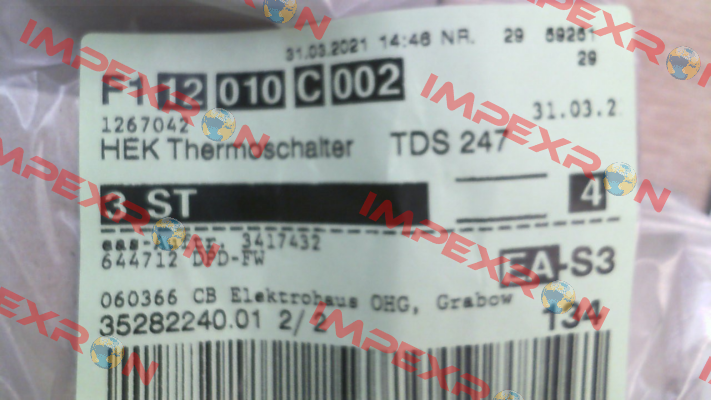 31.03.2021 14:46 NR. 29 59251
29
F1 12 010 C 002
1267042
31.03.2
HEK Thermoschalter TDS 247
3 ST
4
3417432
644712 DPD-FW
EA-S3
060366 CB Elektrohaus OHG, Grabow
134
35282240.01 2/2
IMPEXRON